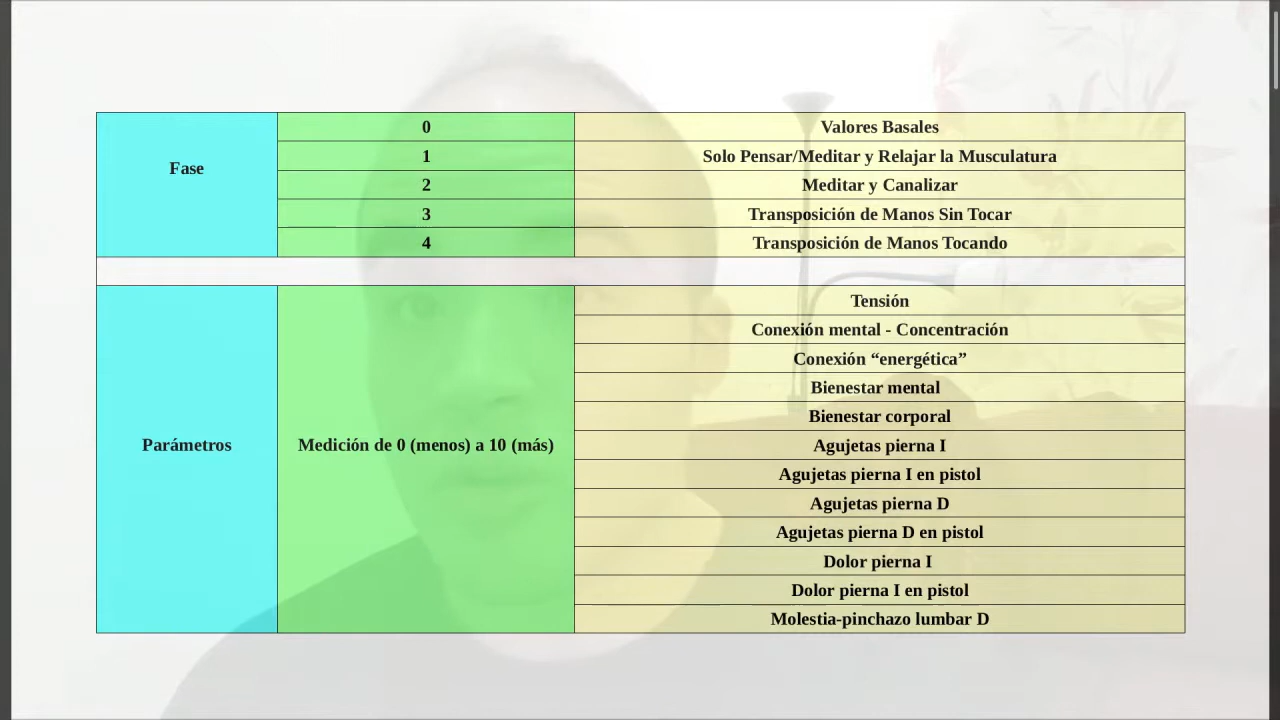 Fase
0 Valores Basales
1 Solo Pensar/Meditar y Relajar la Musculatura
2 Meditar y Canalizar
3 Transposición de Manos Sin Tocar
4 Transposición de Manos Tocando
Parámetros
Medición de 0 (menos) a 10 (más)
Tensión
Conexión mental - Concentración
Conexión “energética”
Bienestar mental
Bienestar corporal
Agujetas pierna I
Agujetas pierna I en pistol
Agujetas pierna D
Agujetas pierna D en pistol
Dolor pierna I
Dolor pierna I en pistol
Molestia-pinchazo lumbar D